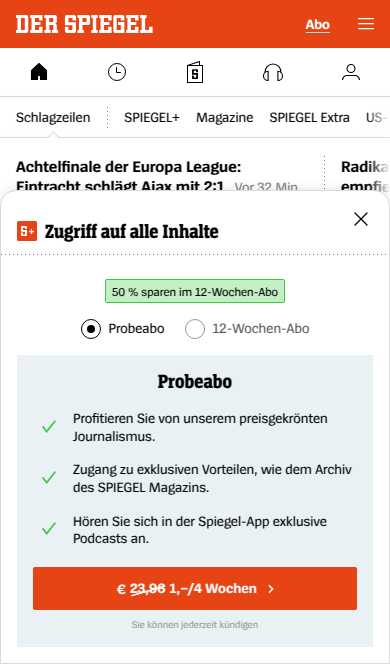 DER SPIEGEL
Abo
Schlagzeilen
SPIEGEL+
Magazine
SPIEGEL Extra
US-
Achtelfinale der Europa League:
Eintracht schlägt Ajax mit 2:1 Vor 32 Min
Radika
empfie
S+ Zugriff auf alle Inhalte
50 % sparen im 12-Wochen-Abo
Probeabo
12-Wochen-Abo
Probeabo
Profitieren Sie von unserem preisgekrönten
Journalismus.
Zugang zu exklusiven Vorteilen, wie dem Archiv
des SPIEGEL Magazins.
Hören Sie sich in der Spiegel-App exklusive
Podcasts an.
€ 23,96 1,–/4 Wochen
Sie können jederzeit kündigen